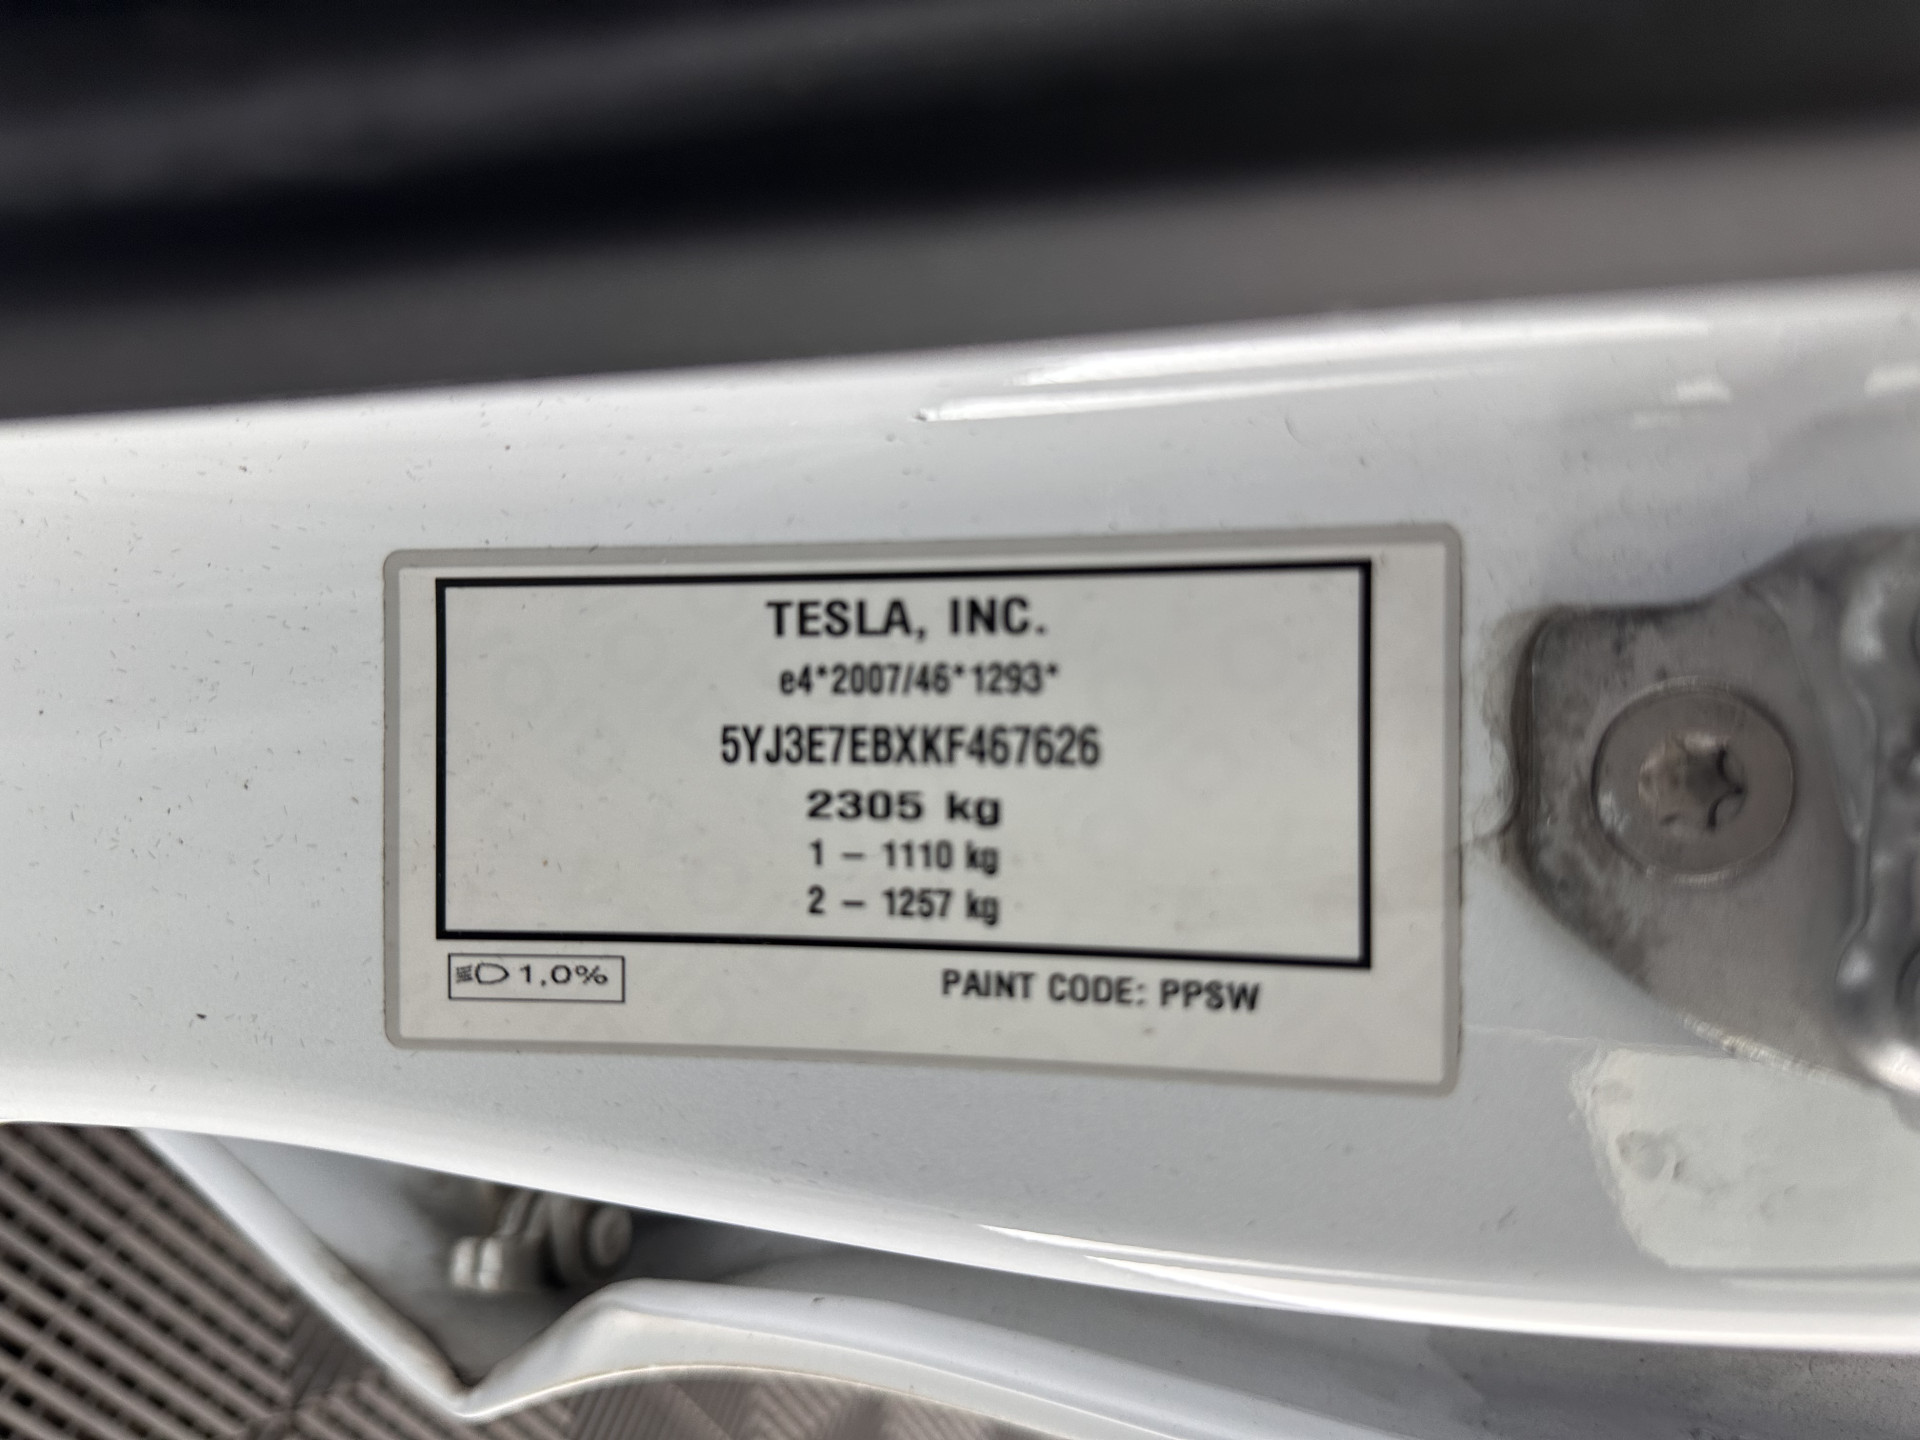 TESLA, INC.
e4*2007/46*1293*
5YJ3E7EBXKF467626
2305 kg
1 – 1110 kg
2 – 1257 kg
1,0%
PAINT CODE: PPSW